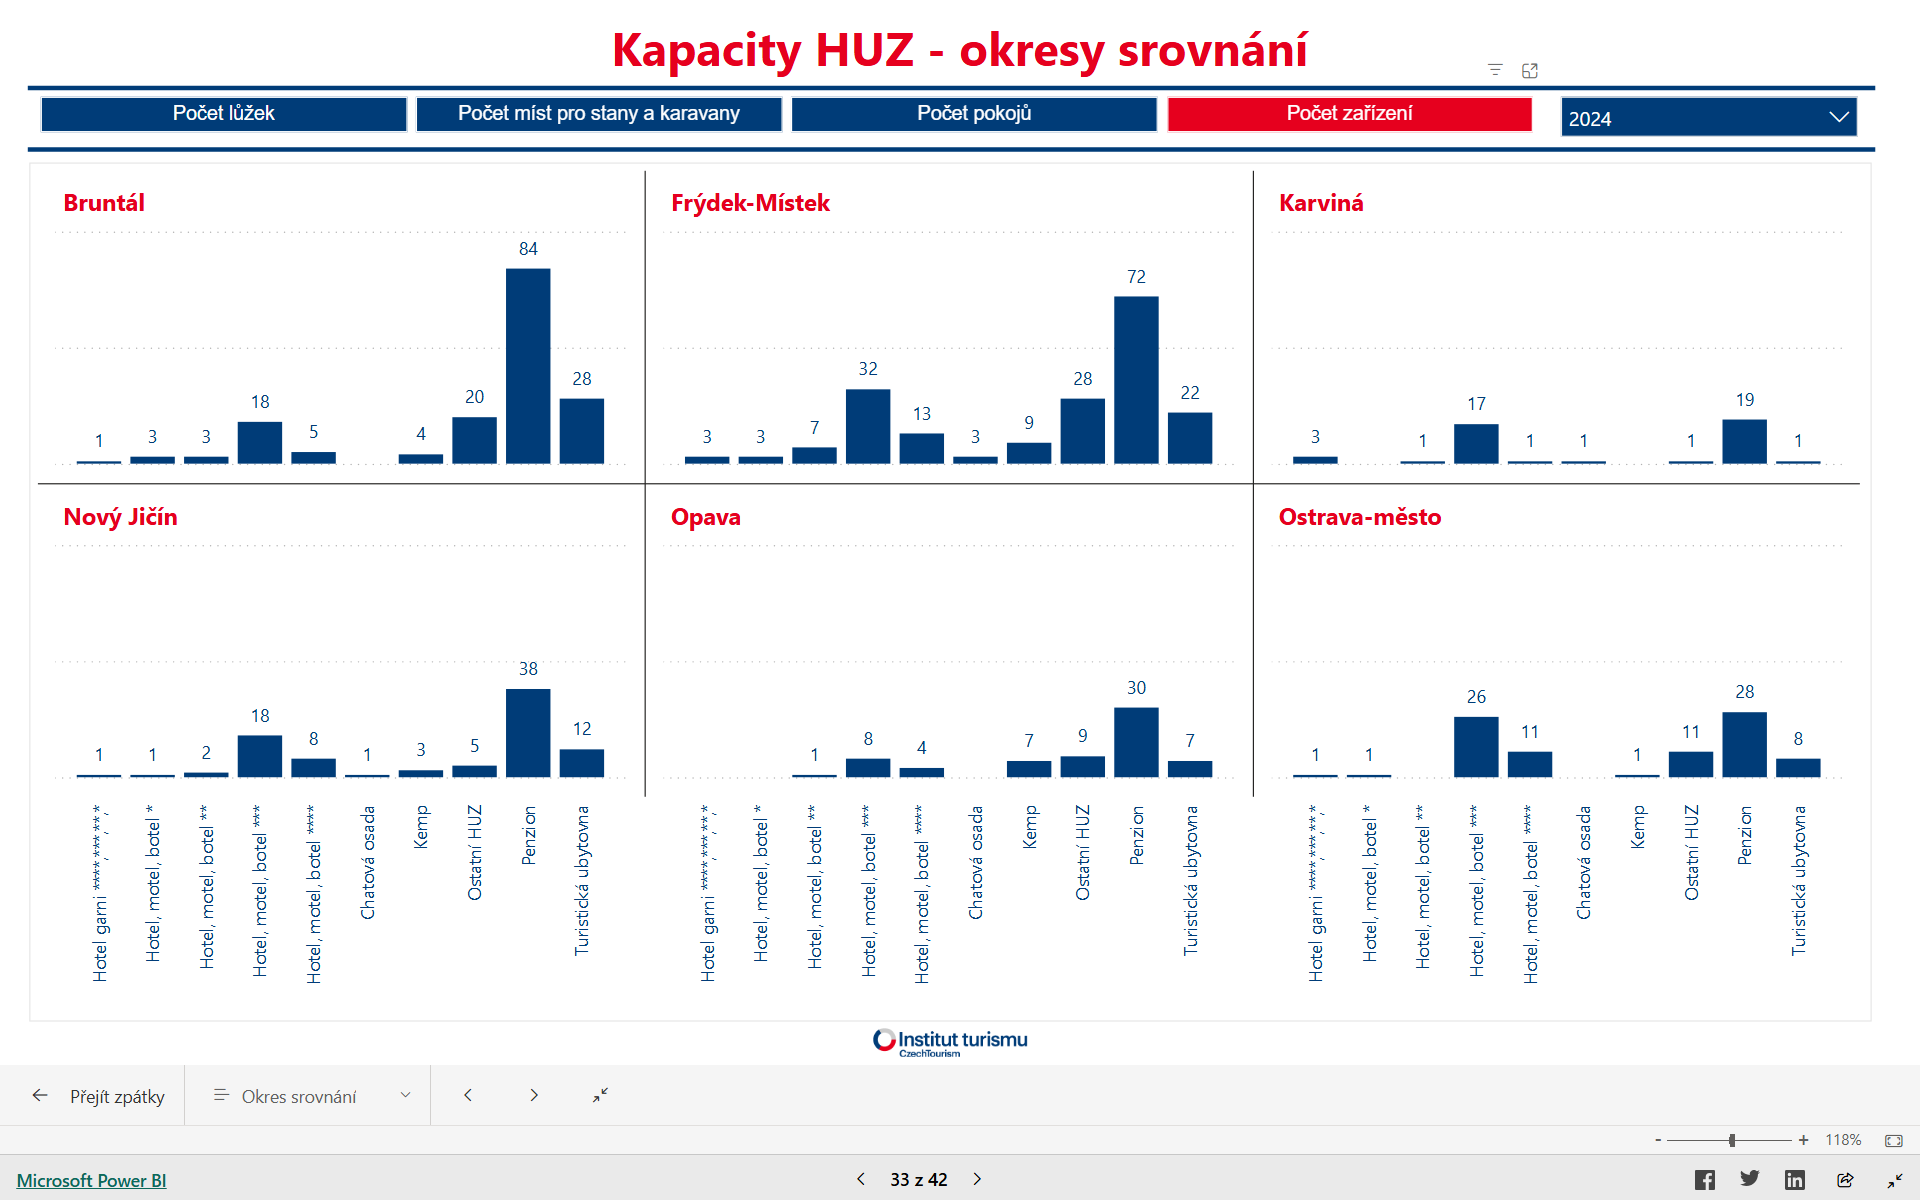 Kapacity HUZ - okresy srovnání
Počet lůžek
Počet míst pro stany a karavany
Počet pokojů
Počet zařízení
2024
Bruntál
1 3 3 18 5 4 20 84 28
Frýdek-Místek
3 3 7 32 13 3 9 28 72 22
Karviná
3 1 17 1 1 1 19 1
Nový Jičín
1 1 2 18 8 1 3 5 38 12
Opava
1 8 4 7 9 30 7
Ostrava-město
1 1 26 11 1 11 28 8
Hotel garni ****,***,**,*
Hotel, motel, botel *
Hotel, motel, botel **
Hotel, motel, botel ***
Hotel, motel, botel ****
Chatová osada
Kemp
Ostatní HUZ
Penzion
Turistická ubytovna
Hotel garni ****,***,**,*
Hotel, motel, botel *
Hotel, motel, botel **
Hotel, motel, botel ***
Hotel, motel, botel ****
Chatová osada
Kemp
Ostatní HUZ
Penzion
Turistická ubytovna
Hotel garni ****,***,**,*
Hotel, motel, botel *
Hotel, motel, botel **
Hotel, motel, botel ***
Hotel, motel, botel ****
Chatová osada
Kemp
Ostatní HUZ
Penzion
Turistická ubytovna
Institut turismu
CzechTourism
Přejít zpátky
Okres srovnání
- + 118%
Microsoft Power BI
33 z 42